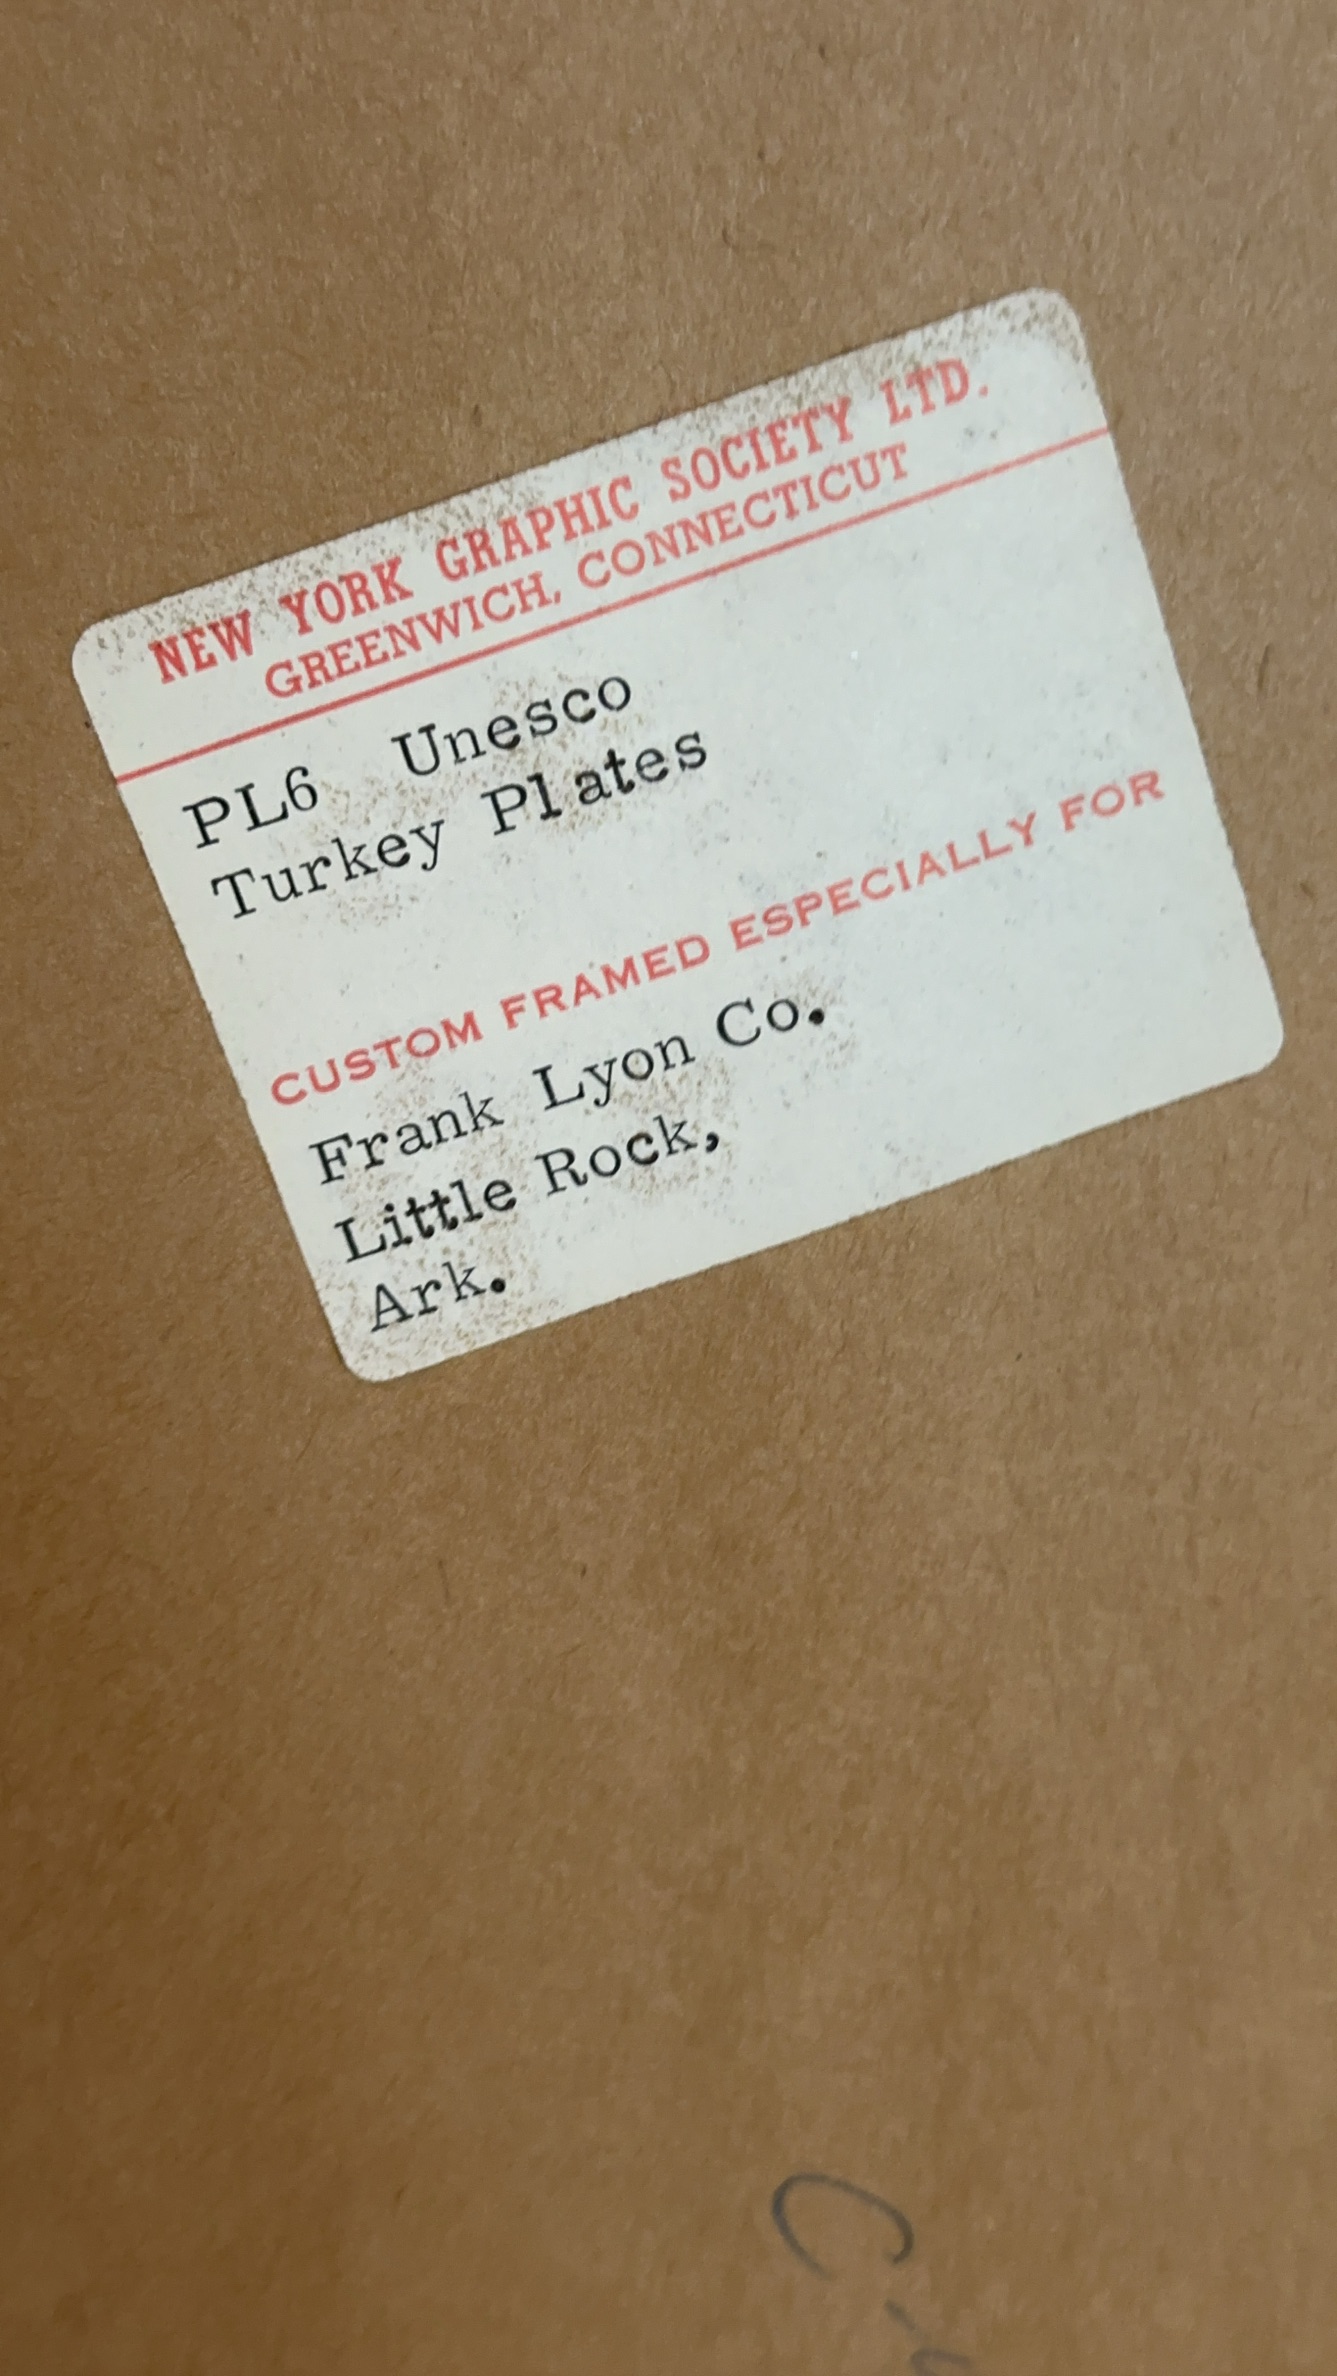 NEW YORK GRAPHIC SOCIETY LTD.
GREENWICH, CONNECTICUT
PL6 Unesco
Turkey Plates
CUSTOM FRAMED ESPECIALLY FOR
Frank Lyon Co.
Little Rock,
Ark.